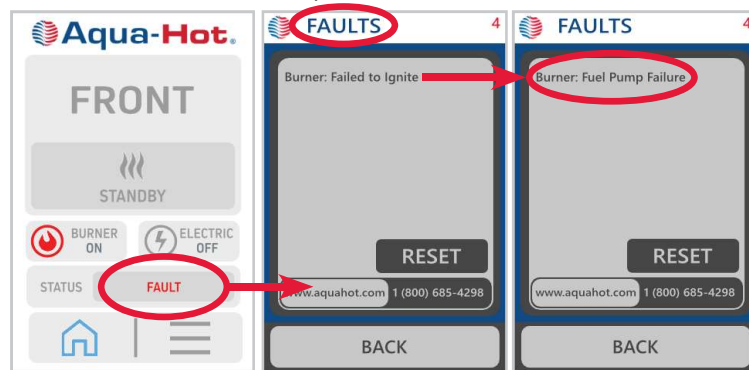 Aqua-Hot.
FRONT
STANDBY
BURNER
ON
ELECTRIC
OFF
STATUS
FAULT
FAULTS
4
Burner: Failed to Ignite
RESET
www.aquahot.com
1 (800) 685-4298
BACK
FAULTS
4
Burner: Fuel Pump Failure
RESET
www.aquahot.com
1 (800) 685-4298
BACK